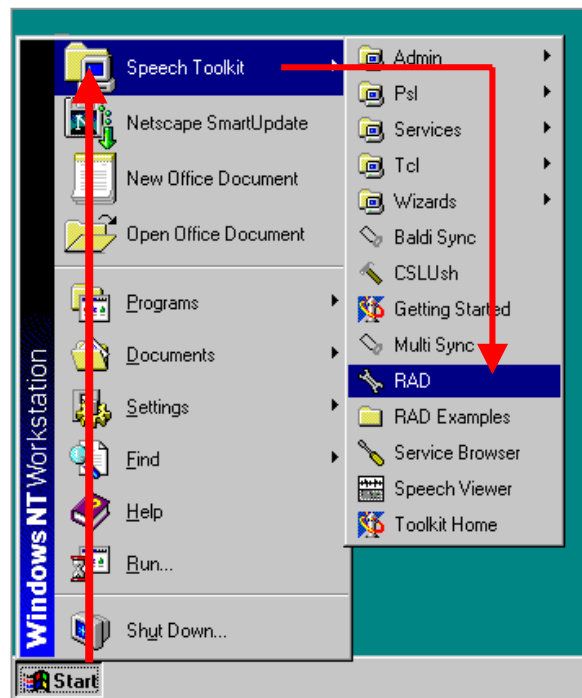 Speech Toolkit
Netscape SmartUpdate
New Office Document
Open Office Document
Programs
Documents
Settings
Find
Help
Run...
Shut Down...
Windows NT Workstation
Start
Admin
Psl
Services
Tcl
Wizards
Baldi Sync
CSLUsh
Getting Started
Multi Sync
RAD
RAD Examples
Service Browser
Speech Viewer
Toolkit Home